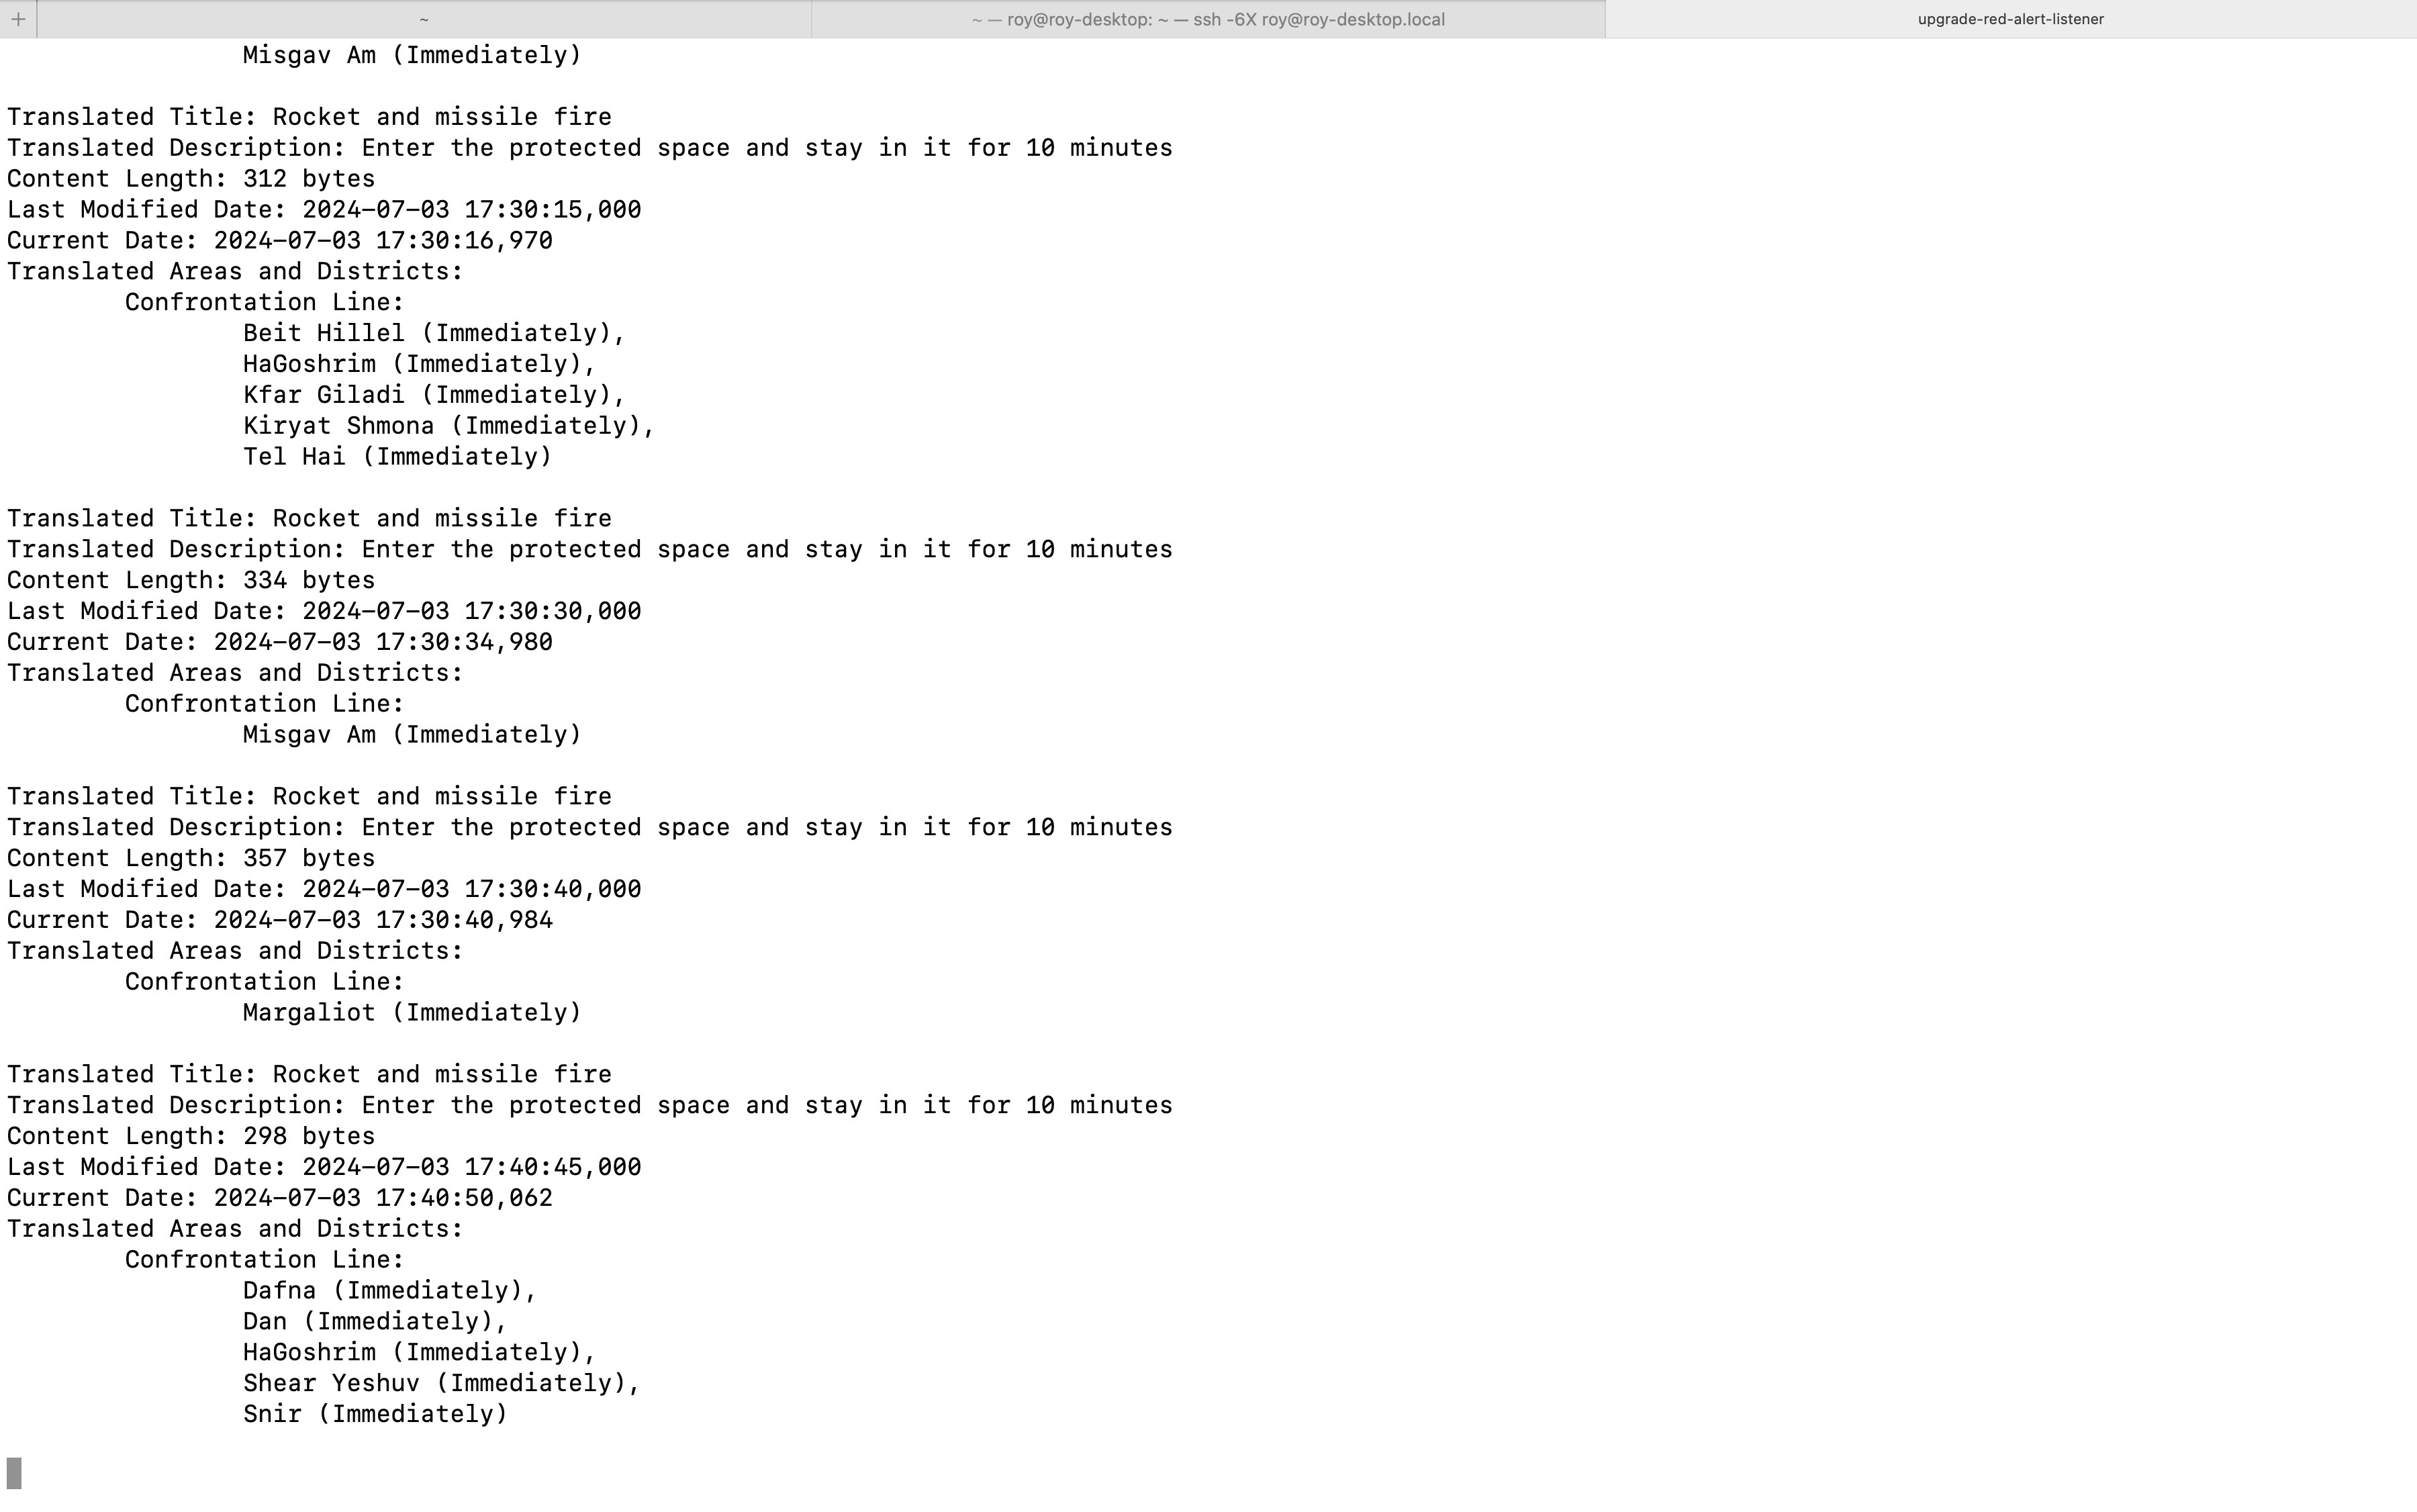 + ~ ~ — roy@roy-desktop: ~ — ssh -6X roy@roy-desktop.local upgrade-red-alert-listener
Misgav Am (Immediately)
Translated Title: Rocket and missile fire
Translated Description: Enter the protected space and stay in it for 10 minutes
Content Length: 312 bytes
Last Modified Date: 2024-07-03 17:30:15,000
Current Date: 2024-07-03 17:30:16,970
Translated Areas and Districts:
Confrontation Line:
Beit Hillel (Immediately),
HaGoshrim (Immediately),
Kfar Giladi (Immediately),
Kiryat Shmona (Immediately),
Tel Hai (Immediately)
Translated Title: Rocket and missile fire
Translated Description: Enter the protected space and stay in it for 10 minutes
Content Length: 334 bytes
Last Modified Date: 2024-07-03 17:30:30,000
Current Date: 2024-07-03 17:30:34,980
Translated Areas and Districts:
Confrontation Line:
Misgav Am (Immediately)
Translated Title: Rocket and missile fire
Translated Description: Enter the protected space and stay in it for 10 minutes
Content Length: 357 bytes
Last Modified Date: 2024-07-03 17:30:40,000
Current Date: 2024-07-03 17:30:40,984
Translated Areas and Districts:
Confrontation Line:
Margaliot (Immediately)
Translated Title: Rocket and missile fire
Translated Description: Enter the protected space and stay in it for 10 minutes
Content Length: 298 bytes
Last Modified Date: 2024-07-03 17:40:45,000
Current Date: 2024-07-03 17:40:50,062
Translated Areas and Districts:
Confrontation Line:
Dafna (Immediately),
Dan (Immediately),
HaGoshrim (Immediately),
Shear Yeshuv (Immediately),
Snir (Immediately)